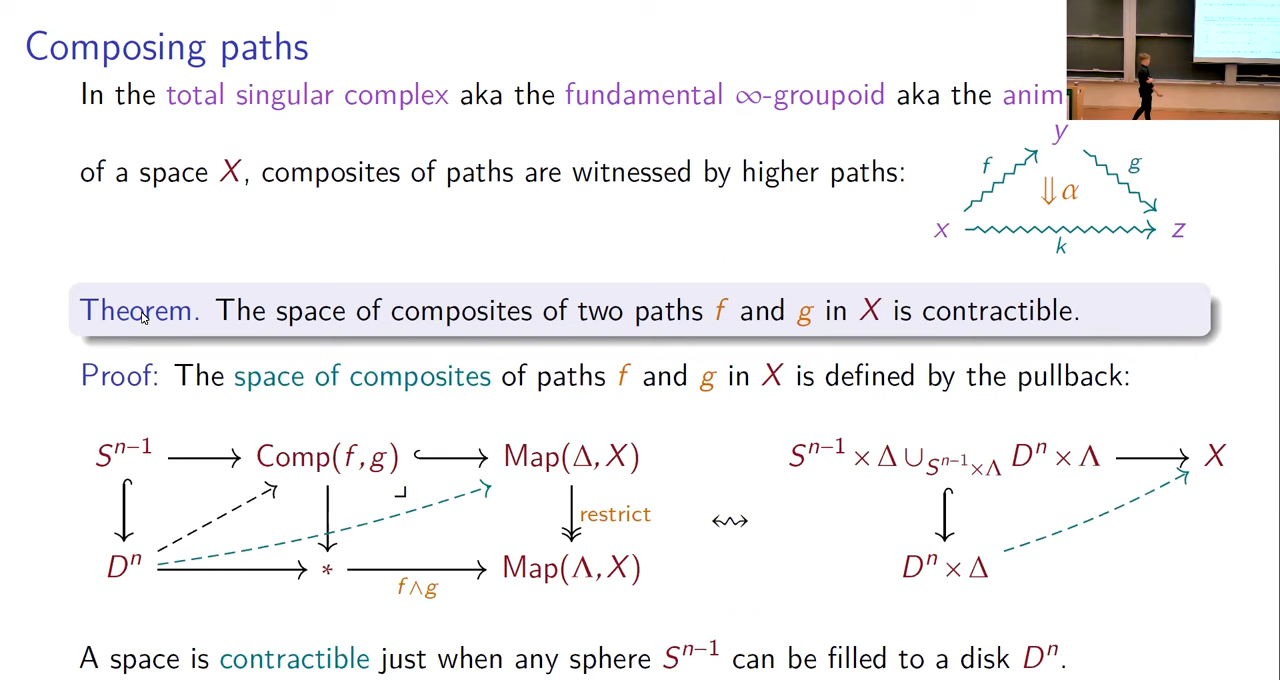 Composing paths
In the total singular complex aka the fundamental ∞-groupoid aka the anim
y
of a space X, composites of paths are witnessed by higher paths:
f
g
⇓α
x
z
k
Theorem. The space of composites of two paths f and g in X is contractible.
Proof: The space of composites of paths f and g in X is defined by the pullback:
Sⁿ⁻¹ Comp(f,g) Map(Δ,X) Sⁿ⁻¹ × Δ ∪_{Sⁿ⁻¹×Λ} Dⁿ × Λ X
restrict
Dⁿ * Map(Λ,X) Dⁿ × Δ
f∧g
A space is contractible just when any sphere Sⁿ⁻¹ can be filled to a disk Dⁿ.